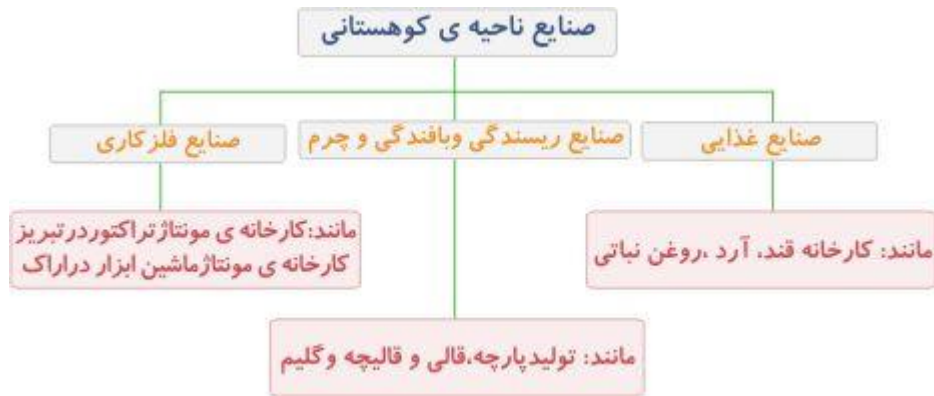 صنایع ناحیه ی کوهستانی
صنایع غذایی
صنایع ریسندگی وبافندگی و چرم
صنایع فلزکاری
مانند: کارخانه قند، آرد ،روغن نباتی
مانند:کارخانه ی مونتاژتراکتوردرتبریز
کارخانه ی مونتاژماشین ابزار دراراک
مانند: تولیدپارچه،قالی و قالیچه وگلیم